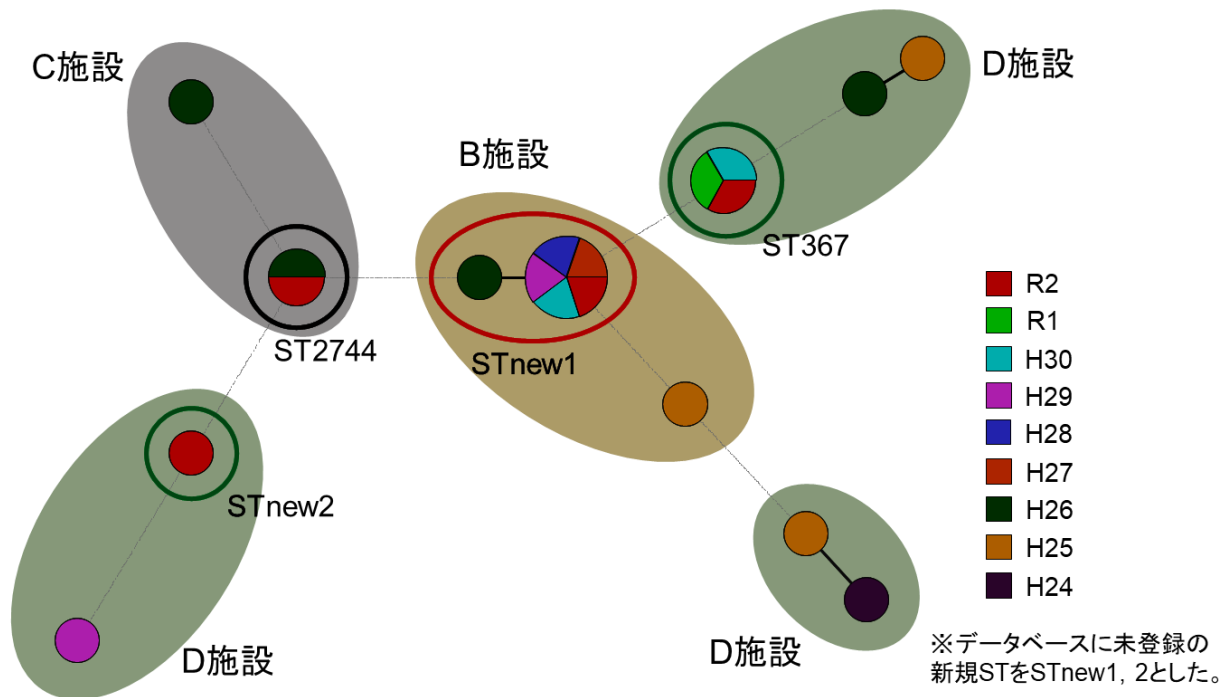 C施設
D施設
B施設
ST367
ST2744
STnew1
STnew2
D施設
D施設
R2
R1
H30
H29
H28
H27
H26
H25
H24
※データベースに未登録の
新規STをSTnew1, 2とした。